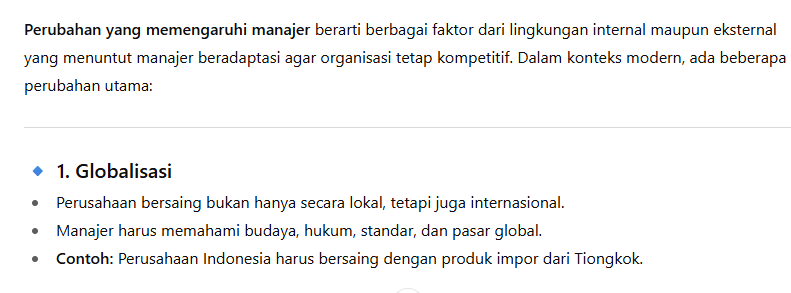 Perubahan yang memengaruhi manajer berarti berbagai faktor dari lingkungan internal maupun eksternal
yang menuntut manajer beradaptasi agar organisasi tetap kompetitif. Dalam konteks modern, ada beberapa
perubahan utama:
1. Globalisasi
Perusahaan bersaing bukan hanya secara lokal, tetapi juga internasional.
Manajer harus memahami budaya, hukum, standar, dan pasar global.
Contoh: Perusahaan Indonesia harus bersaing dengan produk impor dari Tiongkok.